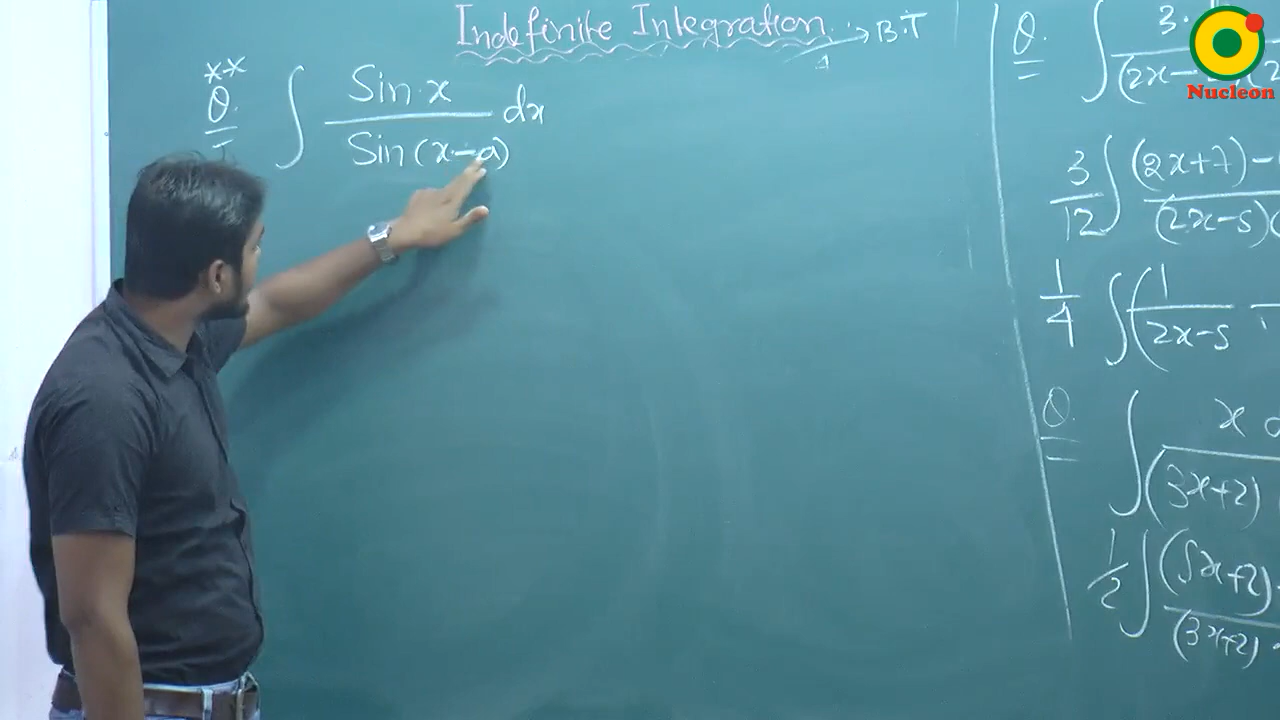 Indefinite Integration → B.T
** Q. ∫ Sin x / Sin (x-a) dx
Q. ∫ 3. / (2x-
3/12 ∫ (2x+7)- / (2x-5)(
1/4 ∫ ( 1 / 2x-5
Q. ∫ x / (3x+2)
1/2 ∫ (5x+2) / (3x+2)
Nucleon